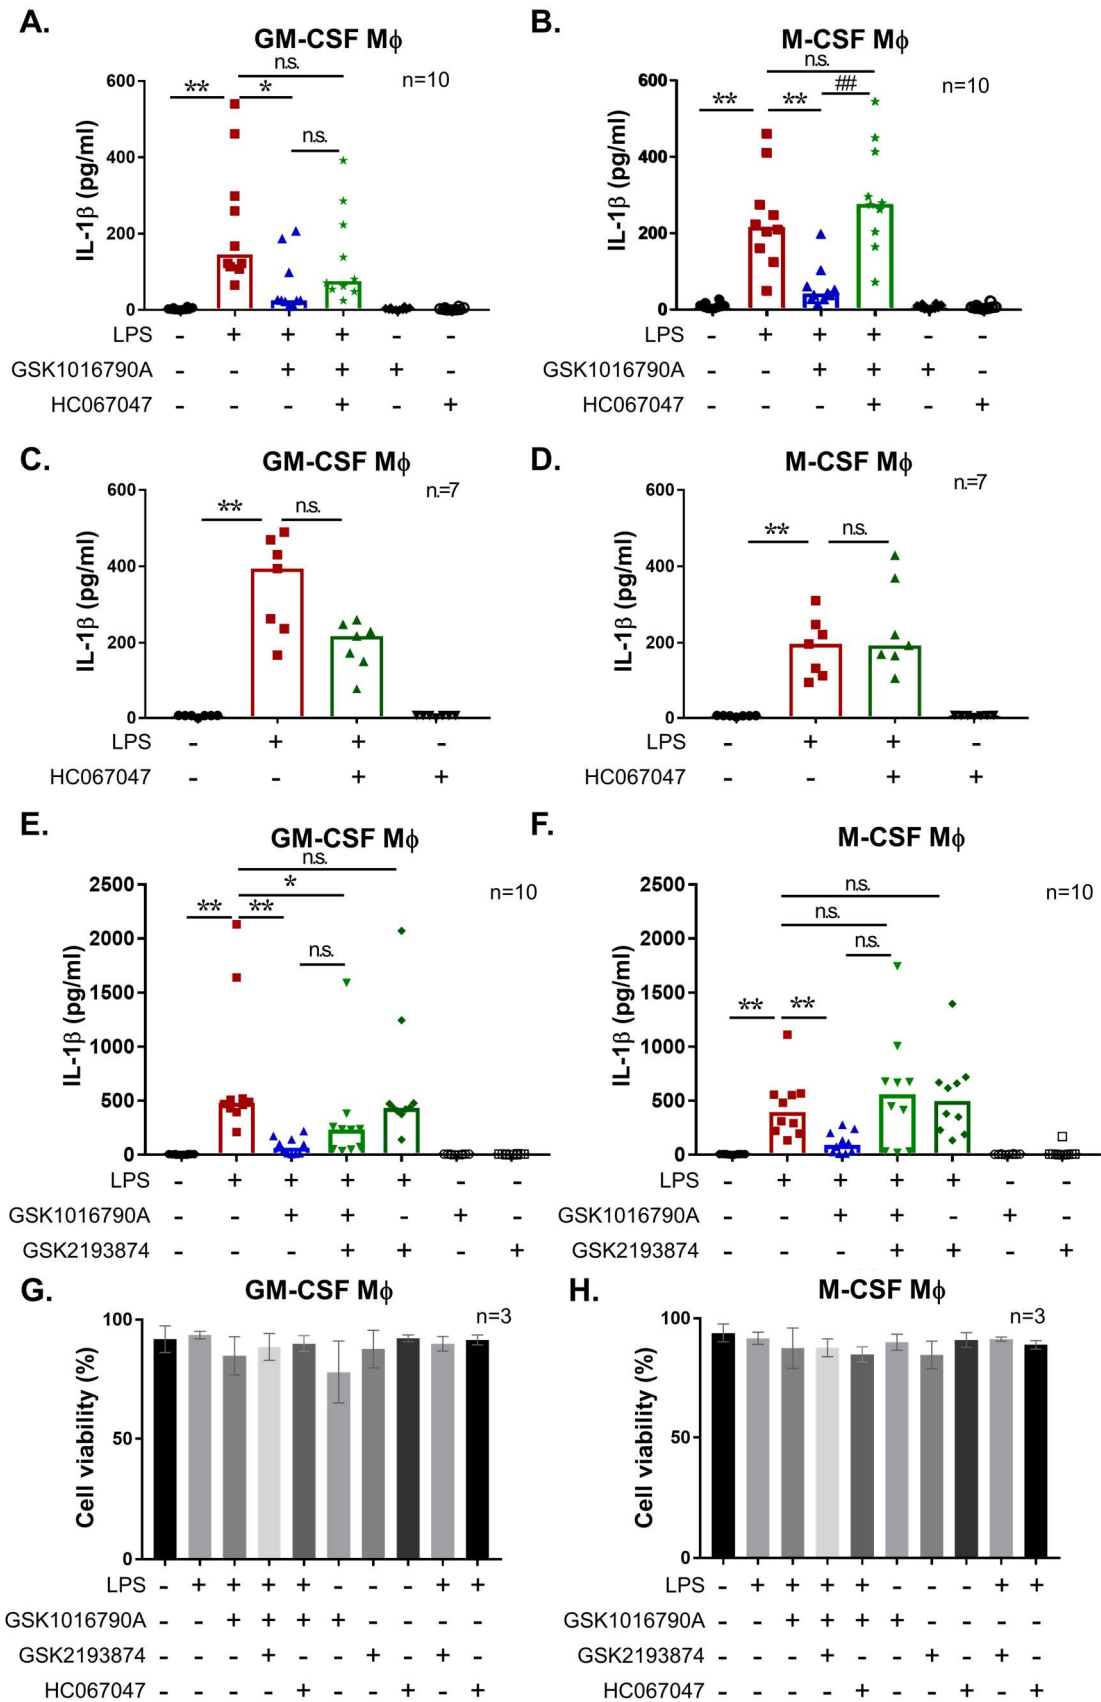 A.
GM-CSF Mϕ
n.s.
n=10
** *
n.s.
IL-1β (pg/ml)
600
400
200
0
LPS - + + + - -
GSK1016790A - - + + + -
HC067047 - - - + - +
B.
M-CSF Mϕ
n.s.
n=10
** ** ##
IL-1β (pg/ml)
600
400
200
0
LPS - + + + - -
GSK1016790A - - + + + -
HC067047 - - - + - +
C.
GM-CSF Mϕ
n.=7
** n.s.
IL-1β (pg/ml)
600
400
200
0
LPS - + + -
HC067047 - - + +
D.
M-CSF Mϕ
n.=7
** n.s.
IL-1β (pg/ml)
600
400
200
0
LPS - + + -
HC067047 - - + +
E.
GM-CSF Mϕ
n.s.
n=10
*
** **
n.s.
IL-1β (pg/ml)
2500
2000
1500
1000
500
0
LPS - + + + + - -
GSK1016790A - - + + - + -
GSK2193874 - - - + + - +
F.
M-CSF Mϕ
n.s.
n=10
n.s.
n.s.
** **
IL-1β (pg/ml)
2500
2000
1500
1000
500
0
LPS - + + + + - -
GSK1016790A - - + + - + -
GSK2193874 - - - + + - +
G.
GM-CSF Mϕ
n=3
Cell viability (%)
100
50
0
LPS - + + + + - - - + +
GSK1016790A - - + + + + - - - -
GSK2193874 - - - + - - + - + -
HC067047 - - - - + - - + - +
H.
M-CSF Mϕ
n=3
Cell viability (%)
100
50
0
LPS - + + + + - - - + +
GSK1016790A - - + + + + - - - -
GSK2193874 - - - + - - + - + -
HC067047 - - - - + - - + - +